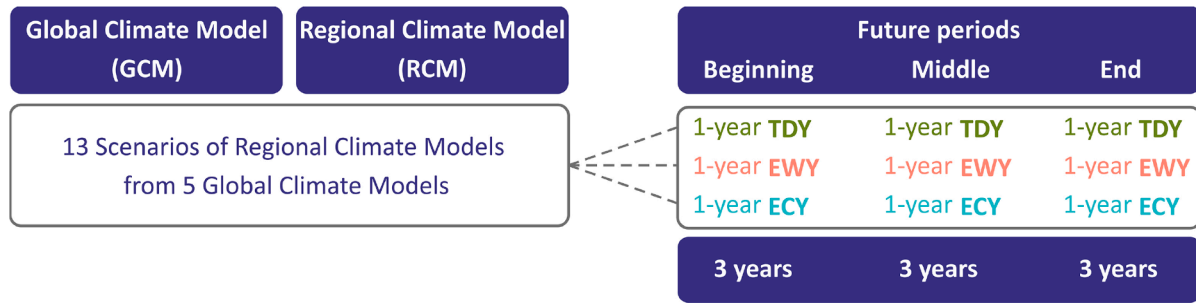 Global Climate Model
(GCM)
Regional Climate Model
(RCM)
Future periods
Beginning Middle End
13 Scenarios of Regional Climate Models
from 5 Global Climate Models
1-year TDY 1-year TDY 1-year TDY
1-year EWY 1-year EWY 1-year EWY
1-year ECY 1-year ECY 1-year ECY
3 years 3 years 3 years